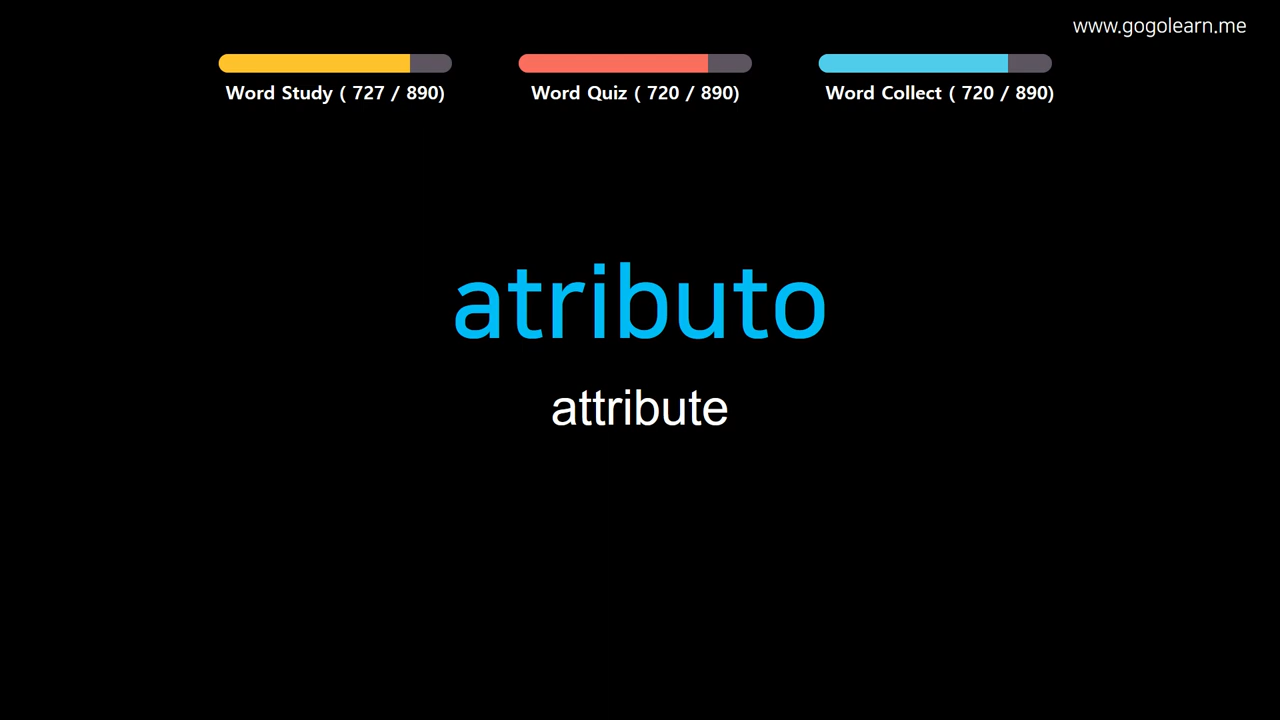 www.gogolearn.me
Word Study ( 727 / 890)
Word Quiz ( 720 / 890)
Word Collect ( 720 / 890)
atributo
attribute